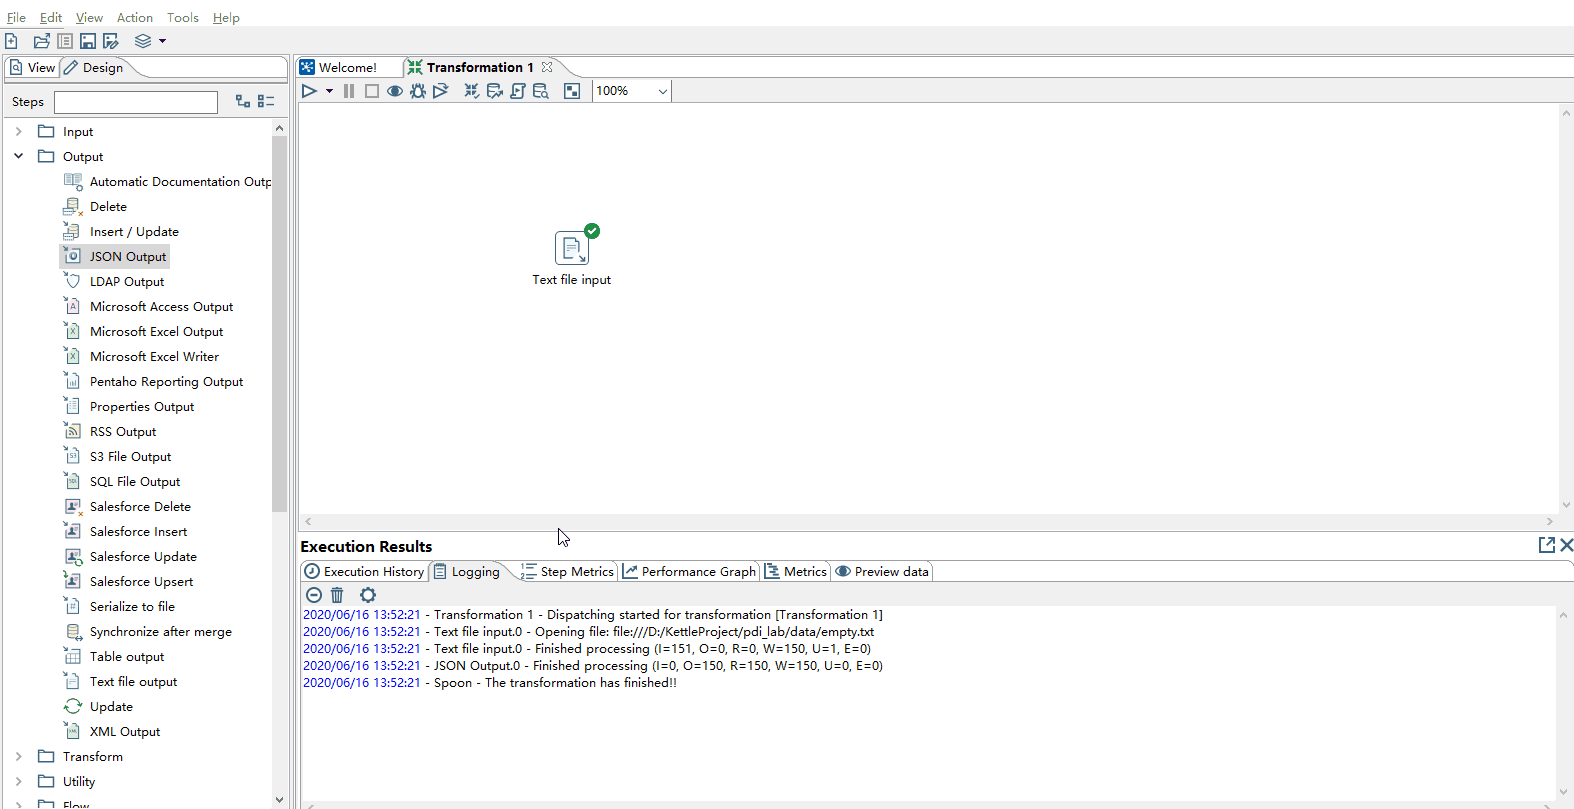 File Edit View Action Tools Help
View Design
Welcome! Transformation 1
Steps
100%
Input
Output
Automatic Documentation Outp
Delete
Insert / Update
JSON Output
LDAP Output
Microsoft Access Output
Microsoft Excel Output
Microsoft Excel Writer
Pentaho Reporting Output
Properties Output
RSS Output
S3 File Output
SQL File Output
Salesforce Delete
Salesforce Insert
Salesforce Update
Salesforce Upsert
Serialize to file
Synchronize after merge
Table output
Text file output
Update
XML Output
Transform
Utility
Flow
Text file input
Execution Results
Execution History Logging Step Metrics Performance Graph Metrics Preview data
2020/06/16 13:52:21 - Transformation 1 - Dispatching started for transformation [Transformation 1]
2020/06/16 13:52:21 - Text file input.0 - Opening file: file:///D:/KettleProject/pdi_lab/data/empty.txt
2020/06/16 13:52:21 - Text file input.0 - Finished processing (I=151, O=0, R=0, W=150, U=1, E=0)
2020/06/16 13:52:21 - JSON Output.0 - Finished processing (I=0, O=150, R=150, W=150, U=0, E=0)
2020/06/16 13:52:21 - Spoon - The transformation has finished!!